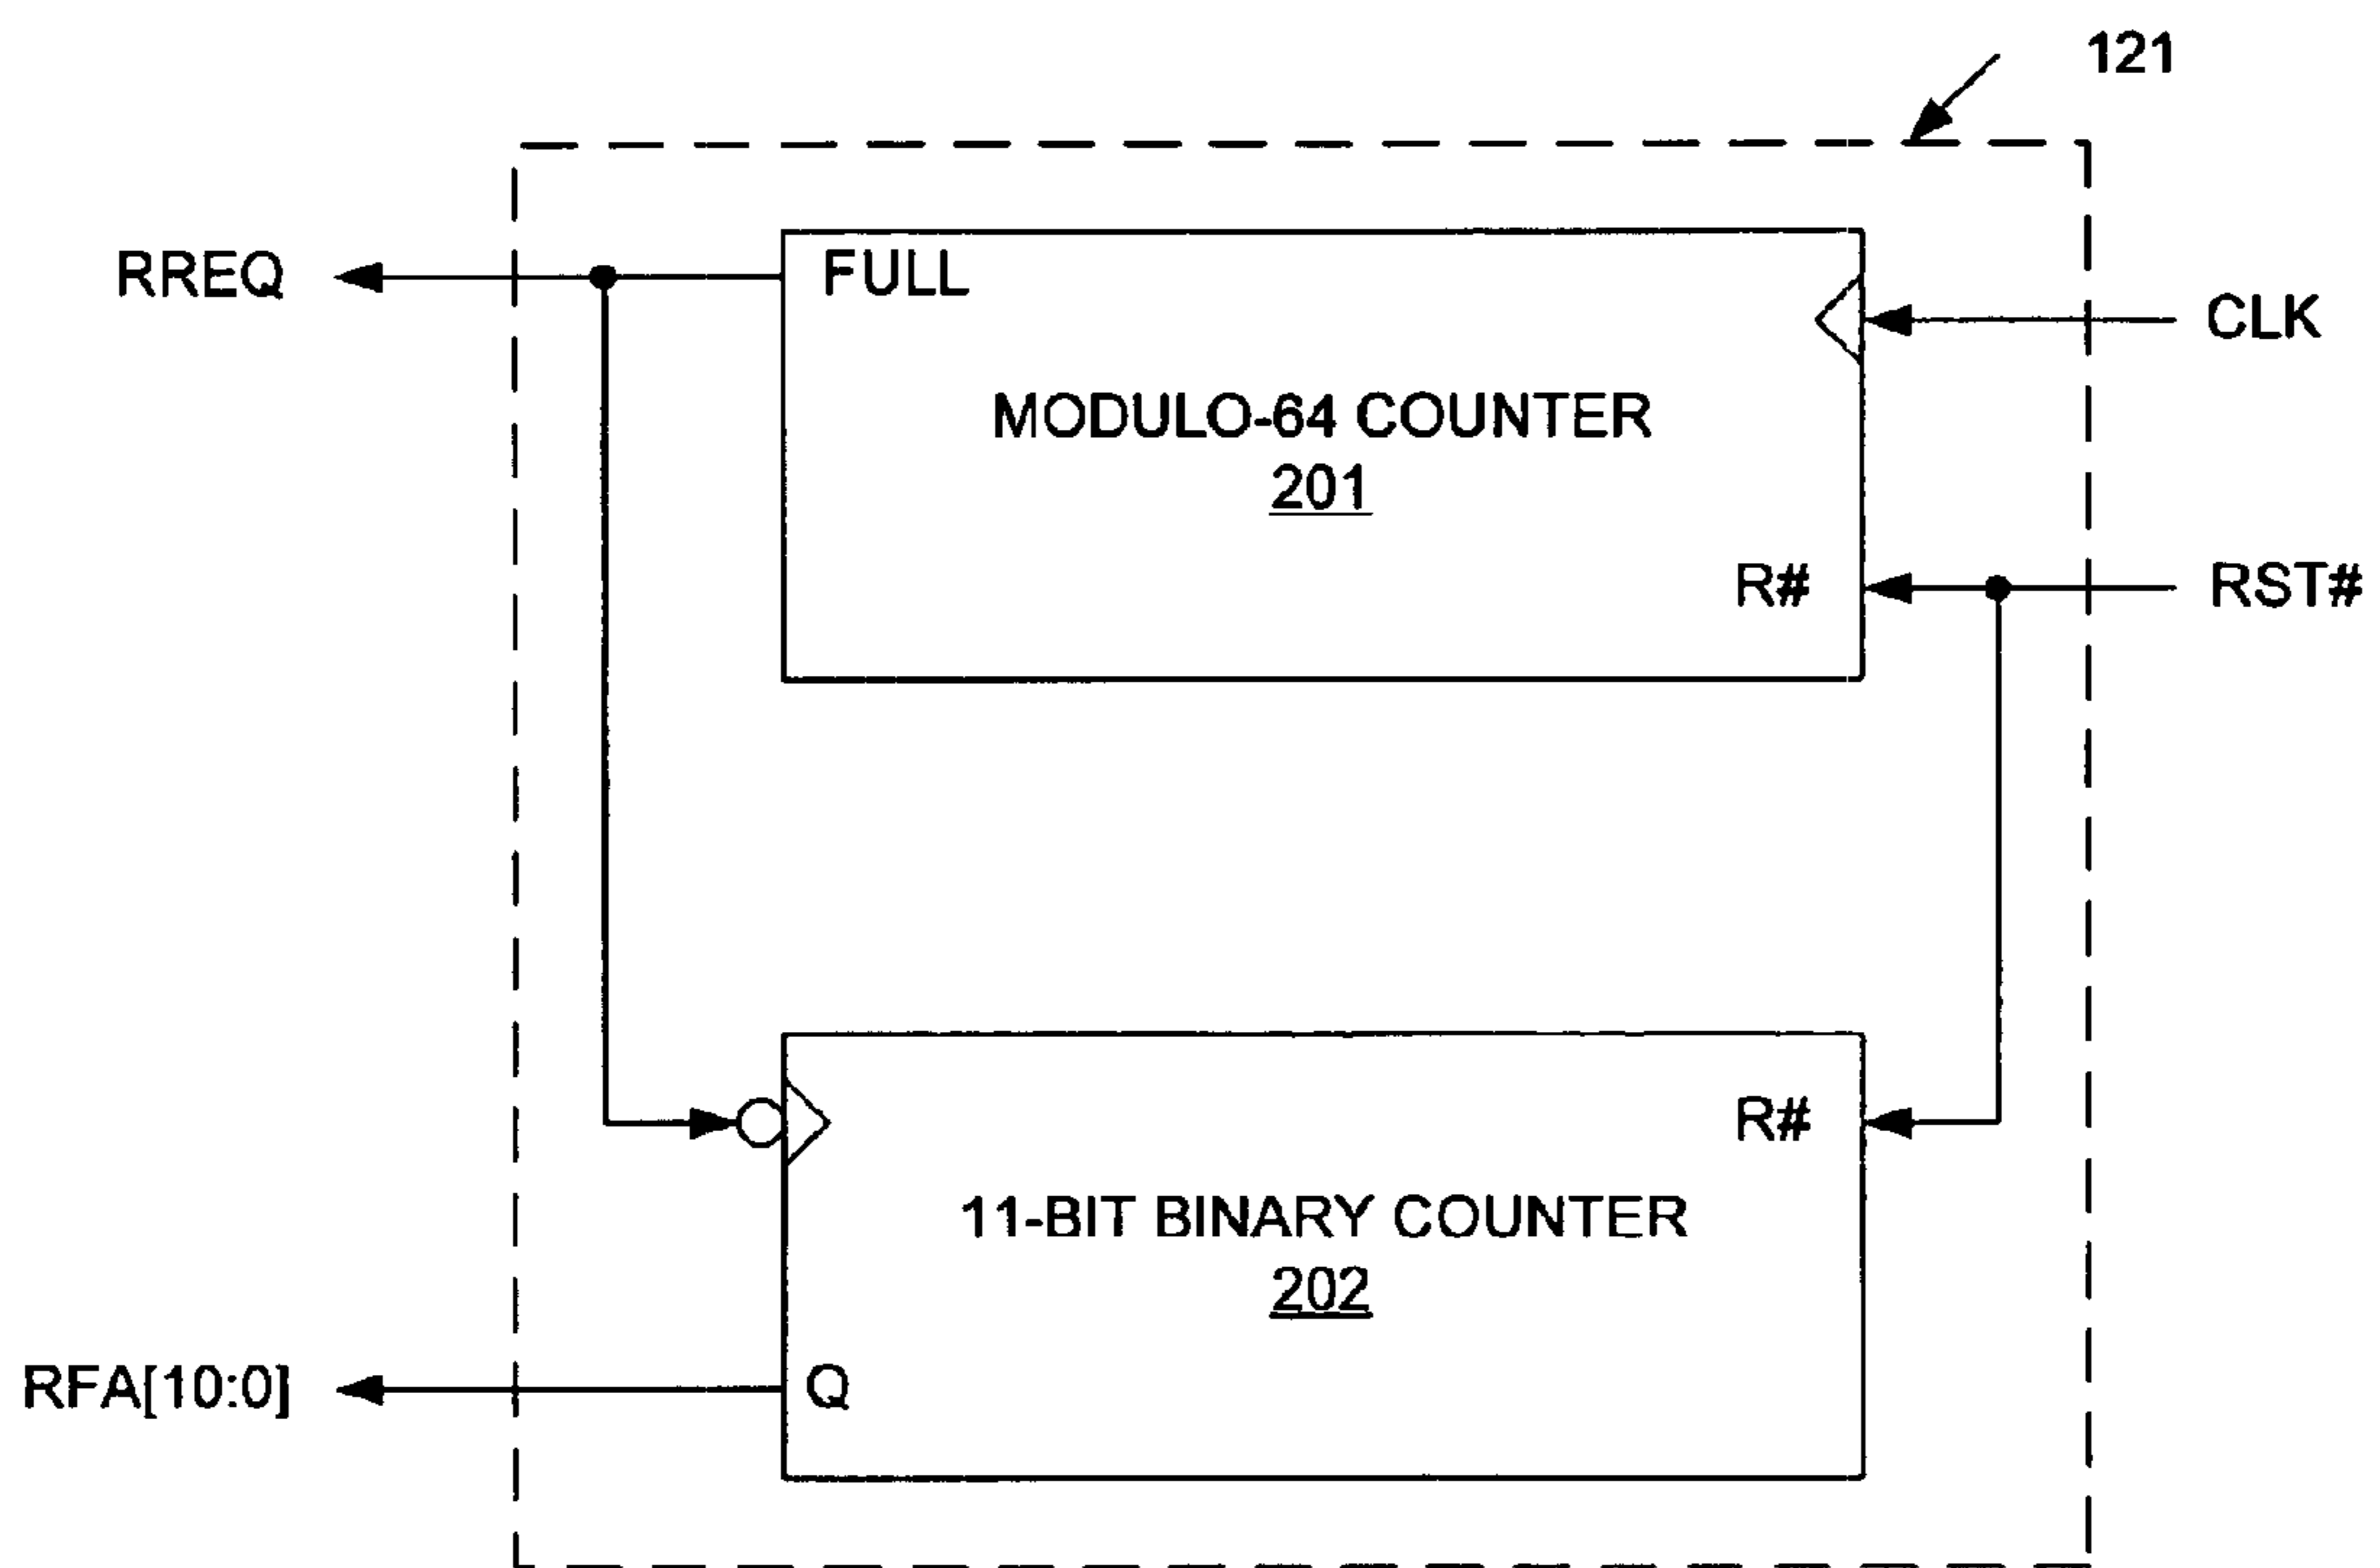 121
RREQ
FULL
CLK
MODULO-64 COUNTER
201
R#
RST#
R#
11-BIT BINARY COUNTER
202
RFA[10:0]
Q